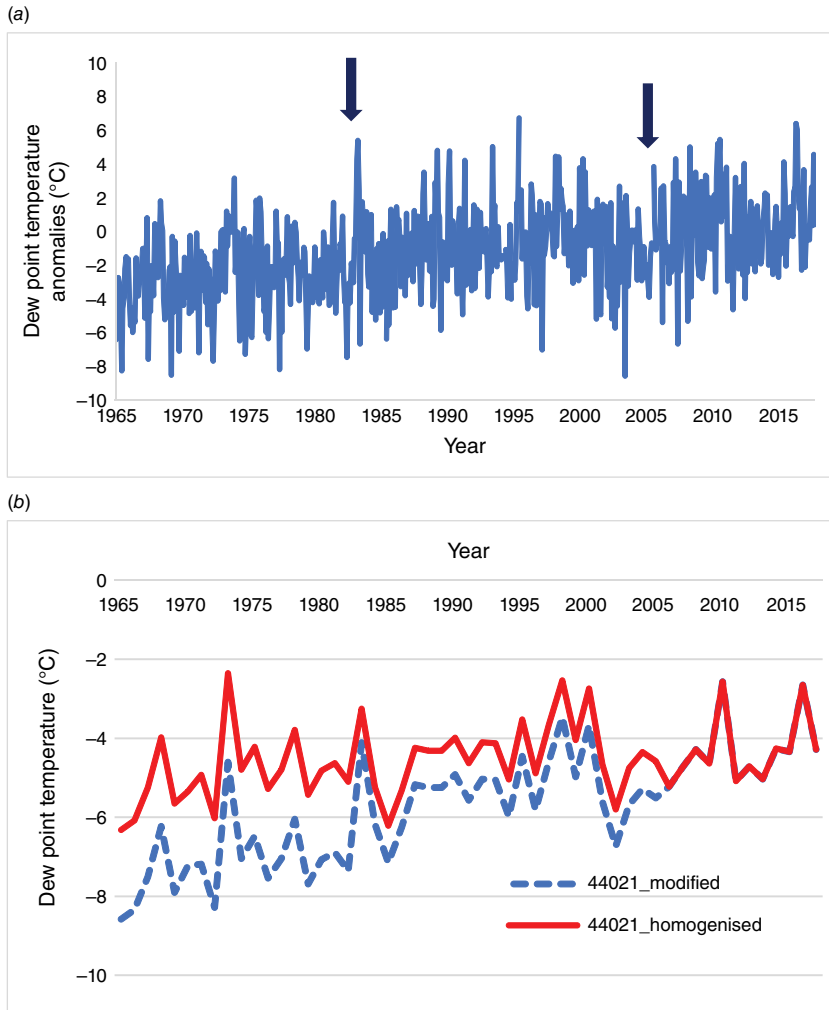 (a)
10
8
6
4
2
0
−2
−4
−6
−8
−10
Dew point temperature
anomalies (°C)
1965 1970 1975 1980 1985 1990 1995 2000 2005 2010 2015
Year
(b)
Year
0
1965 1970 1975 1980 1985 1990 1995 2000 2005 2010 2015
−2
−4
−6
−8
−10
Dew point temperature (°C)
44021_modified
44021_homogenised